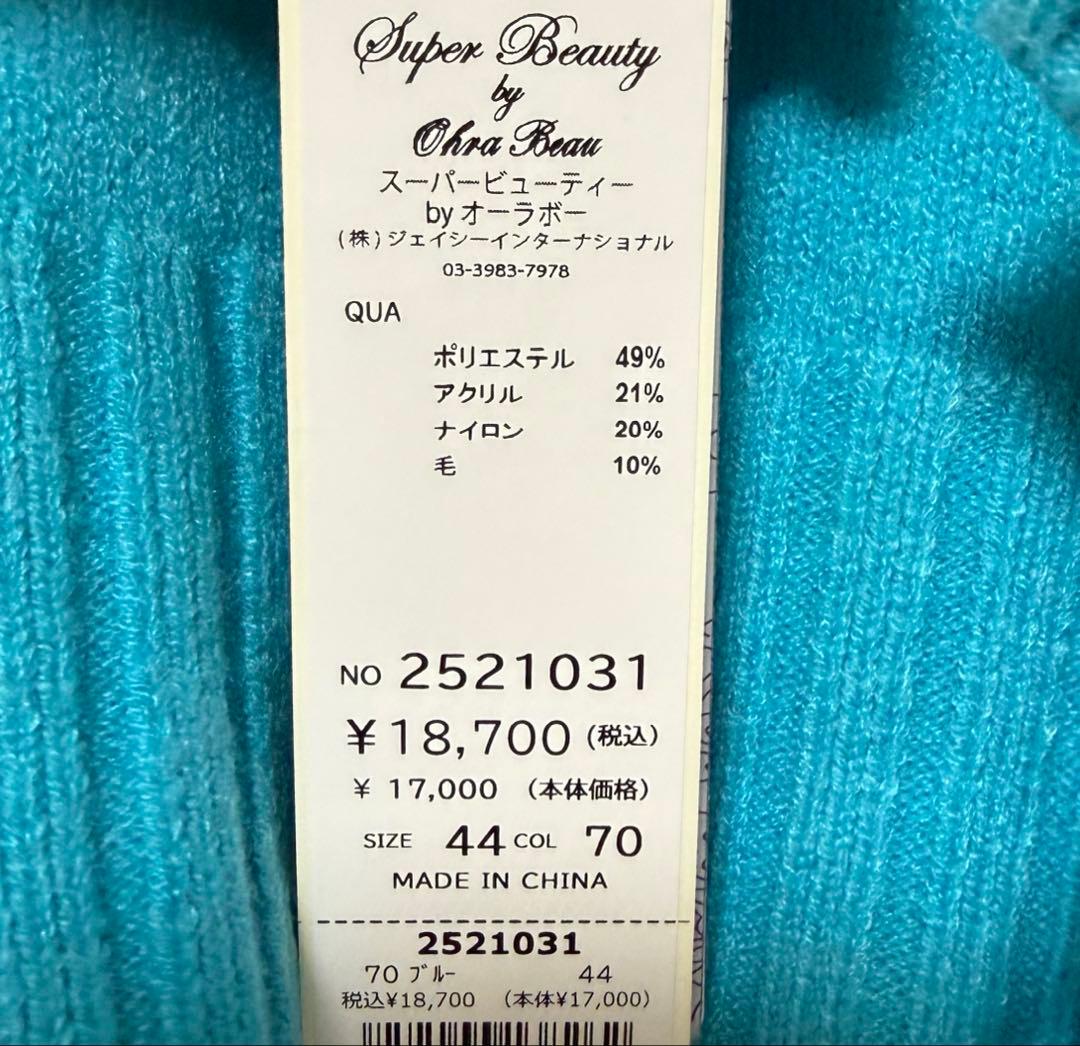 Super Beauty
by
Ohra Beau
スーパービューティー
by オーラボー
(株)ジェイシーインターナショナル
03-3983-7978
QUA
ポリエステル 49%
アクリル 21%
ナイロン 20%
毛 10%
NO 2521031
¥18,700 (税込)
¥ 17,000 (本体価格)
SIZE 44 COL 70
MADE IN CHINA
2521031
70 ブルー 44
税込¥18,700 (本体¥17,000)